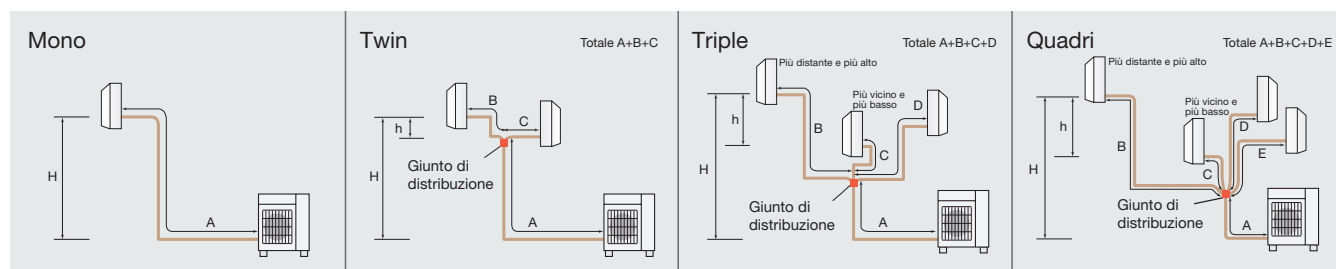 Mono
H
A
Twin
Totale A+B+C
B
C
h
H
Giunto di
distribuzione
A
Triple
Totale A+B+C+D
Più distante e più alto
Più vicino e
più basso
D
h
B
C
H
Giunto di
distribuzione
A
Quadri
Totale A+B+C+D+E
Più distante e più alto
Più vicino e
più basso
h
D
B
E
H
C
Giunto di
distribuzione
A